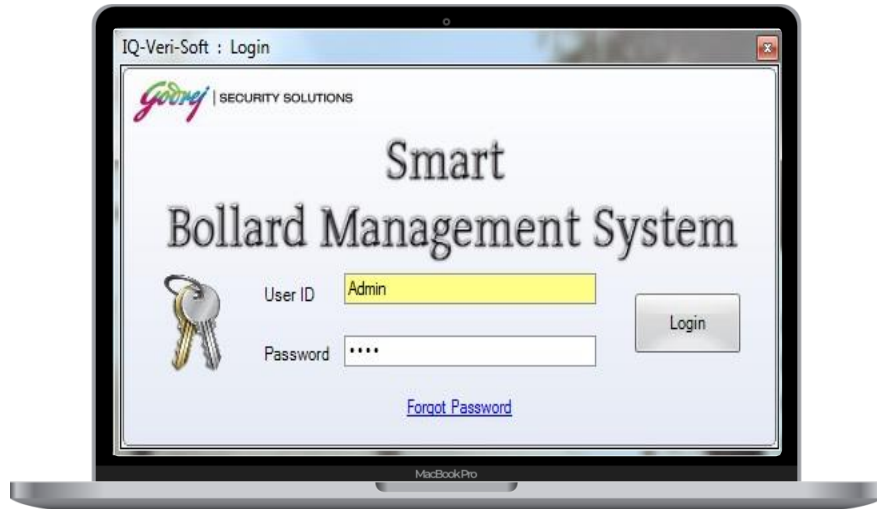 IQ-Veri-Soft : Login
Godrej | SECURITY SOLUTIONS
Smart
Bollard Management System
User ID
Admin
Login
Password
••••
Forgot Password
MacBook Pro